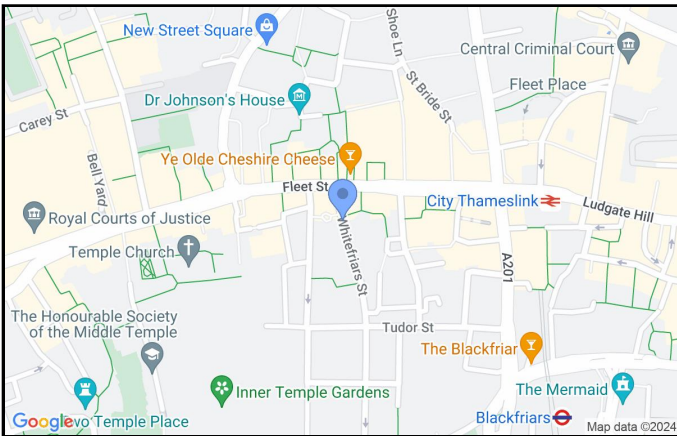 New Street Square
Shoe Ln
Central Criminal Court
St Bride St
Fleet Place
Dr Johnson's House
Carey St
Bell Yard
Ye Olde Cheshire Cheese
Fleet St
City Thameslink
Ludgate Hill
Royal Courts of Justice
Temple Church
Whitefriars St
A201
The Honourable Society
of the Middle Temple
Tudor St
The Blackfriar
Inner Temple Gardens
The Mermaid
Google
vo Temple Place
Blackfriars
Map data ©2024